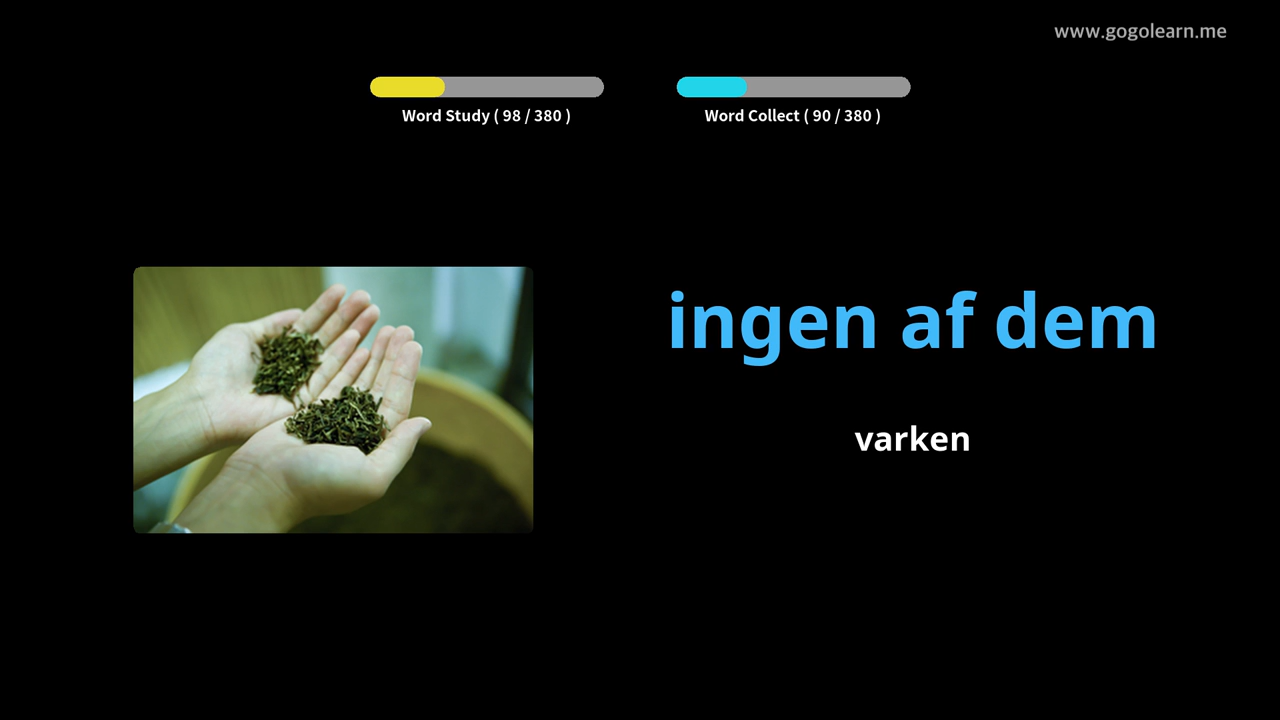 www.gogolearn.me
Word Study ( 98 / 380 )
Word Collect ( 90 / 380 )
ingen af dem
varken